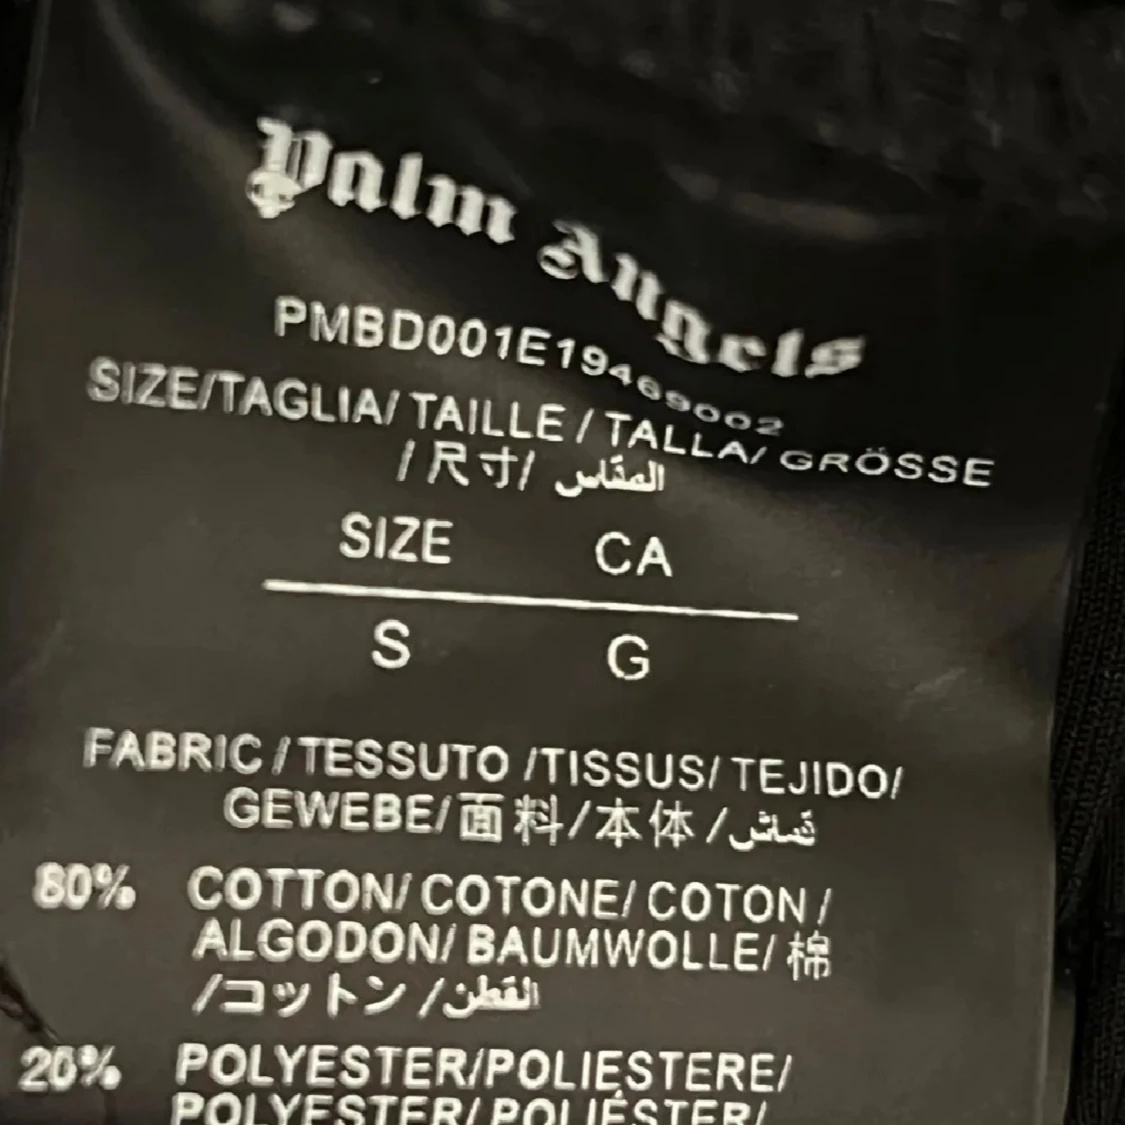 Palm Angels
PMBD001E19469002
SIZE/TAGLIA/ TAILLE / TALLA/ GRÖSSE
/ 尺寸/ المقاس
SIZE CA
S G
FABRIC / TESSUTO /TISSUS/ TEJIDO/
GEWEBE/ 面料/本体 / قماش
80% COTTON/ COTONE/ COTON /
ALGODON/ BAUMWOLLE/ 棉
/コットン / القطن
20% POLYESTER/POLIESTERE/
POLYESTER/ POLIÉSTER/